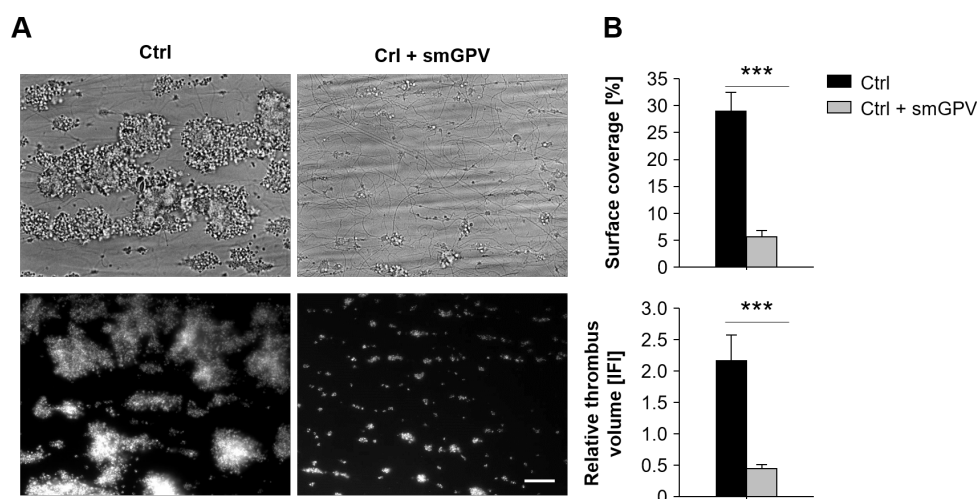 A
Ctrl
Crl + smGPV
B
Surface coverage [%]
35
30
25
20
15
10
5
0
***
Ctrl
Ctrl + smGPV
Relative thrombus
volume [IFI]
3.0
2.5
2.0
1.5
1.0
0.5
0
***